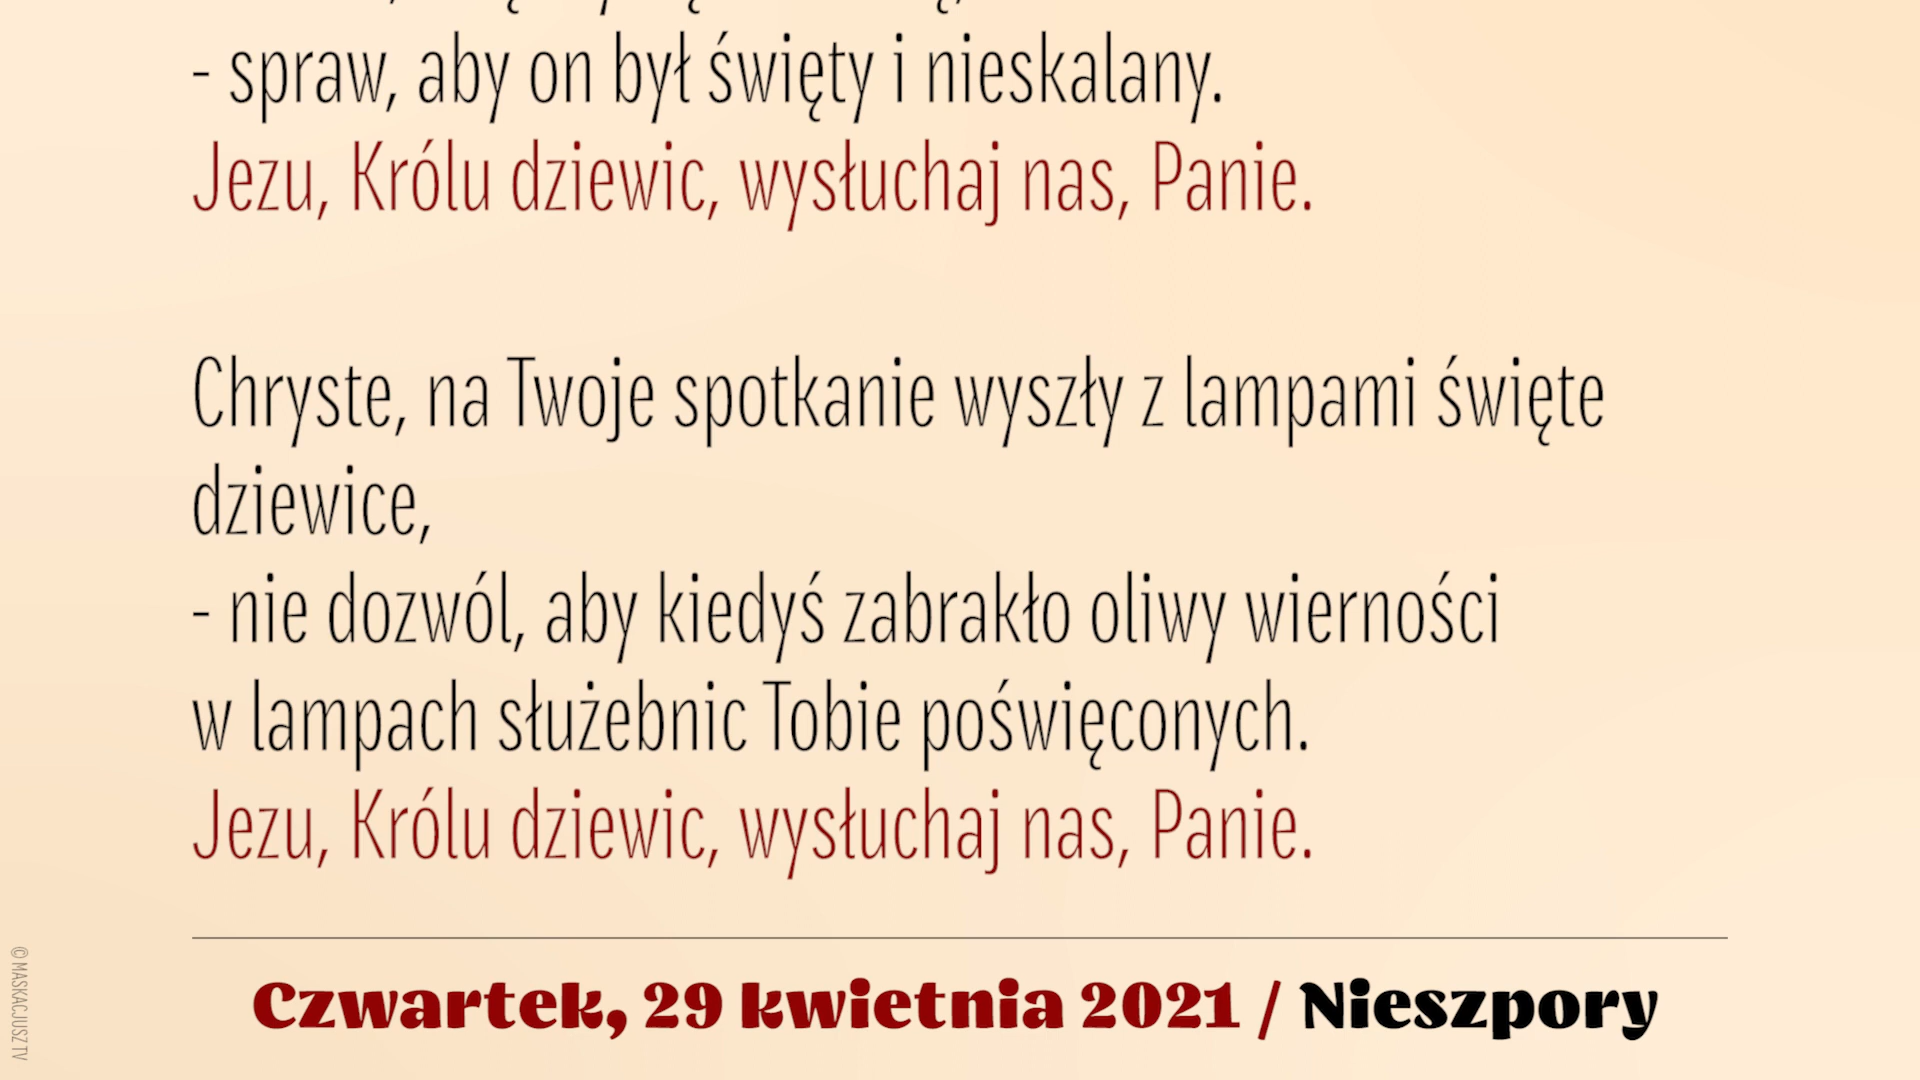 - spraw, aby on był święty i nieskalany.
Jezu, Królu dziewic, wysłuchaj nas, Panie.
Chryste, na Twoje spotkanie wyszły z lampami święte
dziewice,
- nie dozwól, aby kiedyś zabrakło oliwy wierności
w lampach służebnic Tobie poświęconych.
Jezu, Królu dziewic, wysłuchaj nas, Panie.
Czwartek, 29 kwietnia 2021 / Nieszpory
© MASKACJUSZ TV